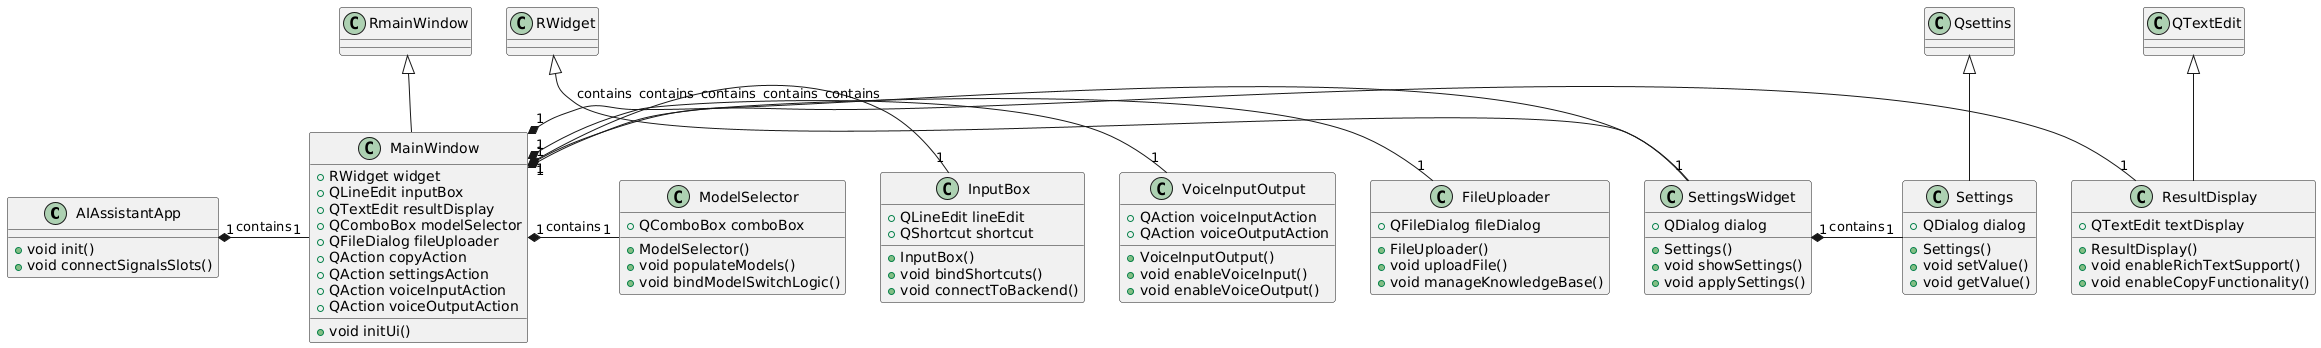 C RmainWindow
C RWidget
C Qsettins
C QTextEdit
contains contains contains contains contains
1
1
1
1
1
1
1
1
1
C MainWindow
RWidget widget
QLineEdit inputBox
QTextEdit resultDisplay
QComboBox modelSelector
QFileDialog fileUploader
QAction copyAction
QAction settingsAction
QAction voiceInputAction
QAction voiceOutputAction
void initUi()
C AIAssistantApp
void init()
void connectSignalsSlots()
1 contains 1
C ModelSelector
QComboBox comboBox
ModelSelector()
void populateModels()
void bindModelSwitchLogic()
1 contains 1
C InputBox
QLineEdit lineEdit
QShortcut shortcut
InputBox()
void bindShortcuts()
void connectToBackend()
C VoiceInputOutput
QAction voiceInputAction
QAction voiceOutputAction
VoiceInputOutput()
void enableVoiceInput()
void enableVoiceOutput()
C FileUploader
QFileDialog fileDialog
FileUploader()
void uploadFile()
void manageKnowledgeBase()
C SettingsWidget
QDialog dialog
Settings()
void showSettings()
void applySettings()
1 contains 1
C Settings
QDialog dialog
Settings()
void setValue()
void getValue()
C ResultDisplay
QTextEdit textDisplay
ResultDisplay()
void enableRichTextSupport()
void enableCopyFunctionality()